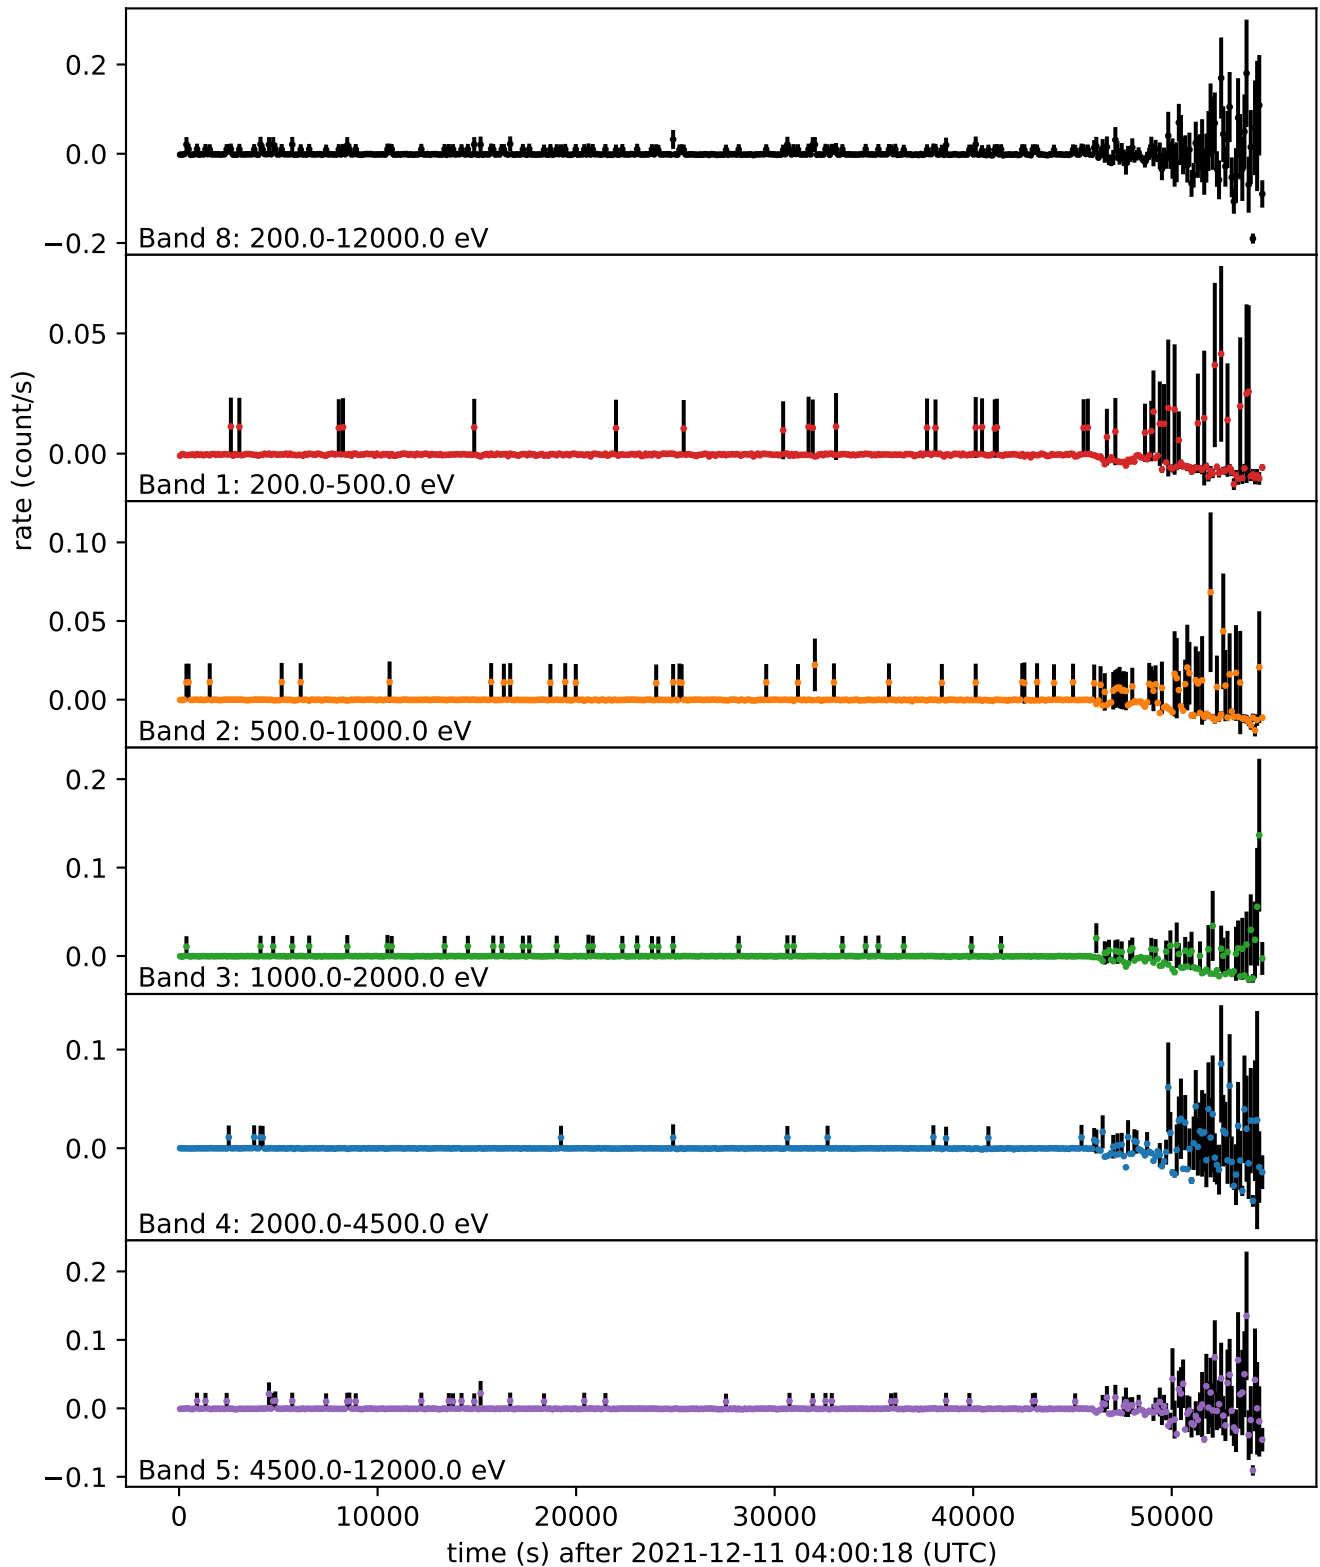 0.2
0.0
−0.2
Band 8: 200.0-12000.0 eV
0.05
0.00
Band 1: 200.0-500.0 eV
rate (count/s)
0.10
0.05
0.00
Band 2: 500.0-1000.0 eV
0.2
0.1
0.0
Band 3: 1000.0-2000.0 eV
0.1
0.0
Band 4: 2000.0-4500.0 eV
0.2
0.1
0.0
−0.1
Band 5: 4500.0-12000.0 eV
0 10000 20000 30000 40000 50000
time (s) after 2021-12-11 04:00:18 (UTC)